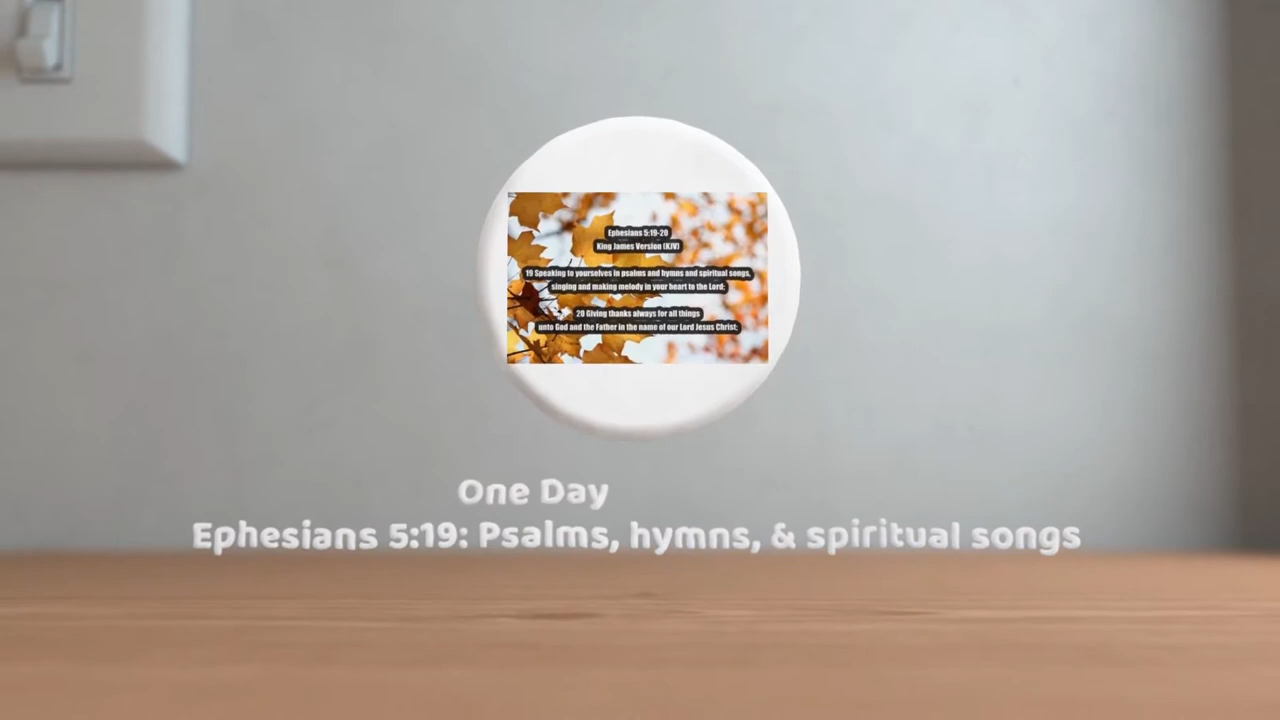 Ephesians 5:19-20
King James Version (KJV)
19 Speaking to yourselves in psalms and hymns and spiritual songs,
singing and making melody in your heart to the Lord;
20 Giving thanks always for all things
unto God and the Father in the name of our Lord Jesus Christ;
One Day
Ephesians 5:19: Psalms, hymns, & spiritual songs